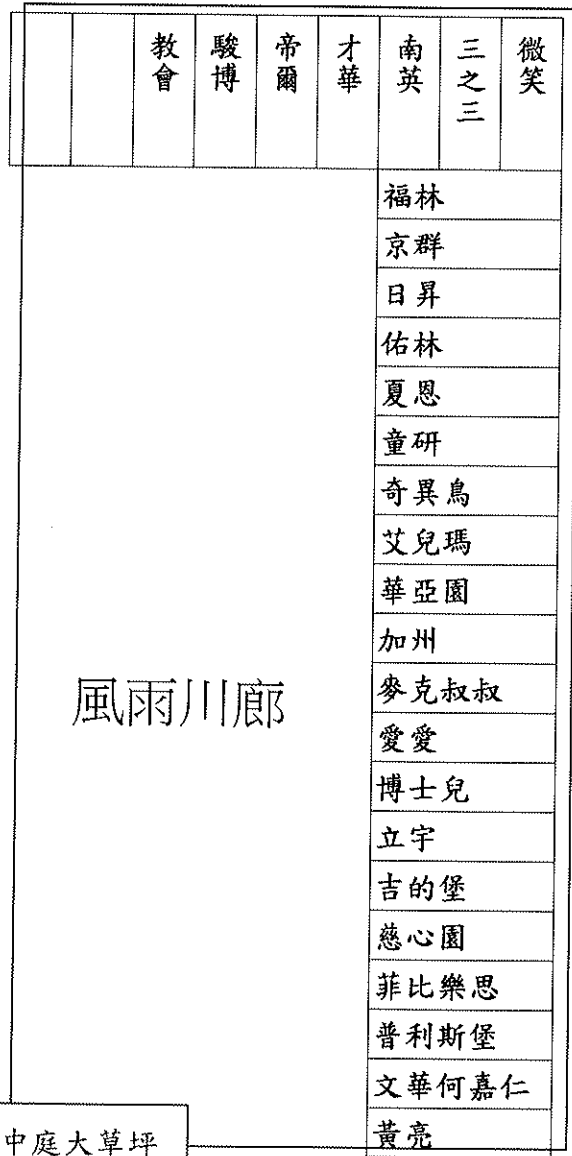 教會
駿博
帝爾
才華
南英
三之三
微笑
福林
京群
日昇
佑林
夏恩
童研
奇異鳥
艾兒瑪
華亞園
加州
麥克叔叔
愛愛
博士兒
立宇
吉的堡
慈心園
菲比樂思
普利斯堡
文華何嘉仁
黃亮
風雨川廊
中庭大草坪